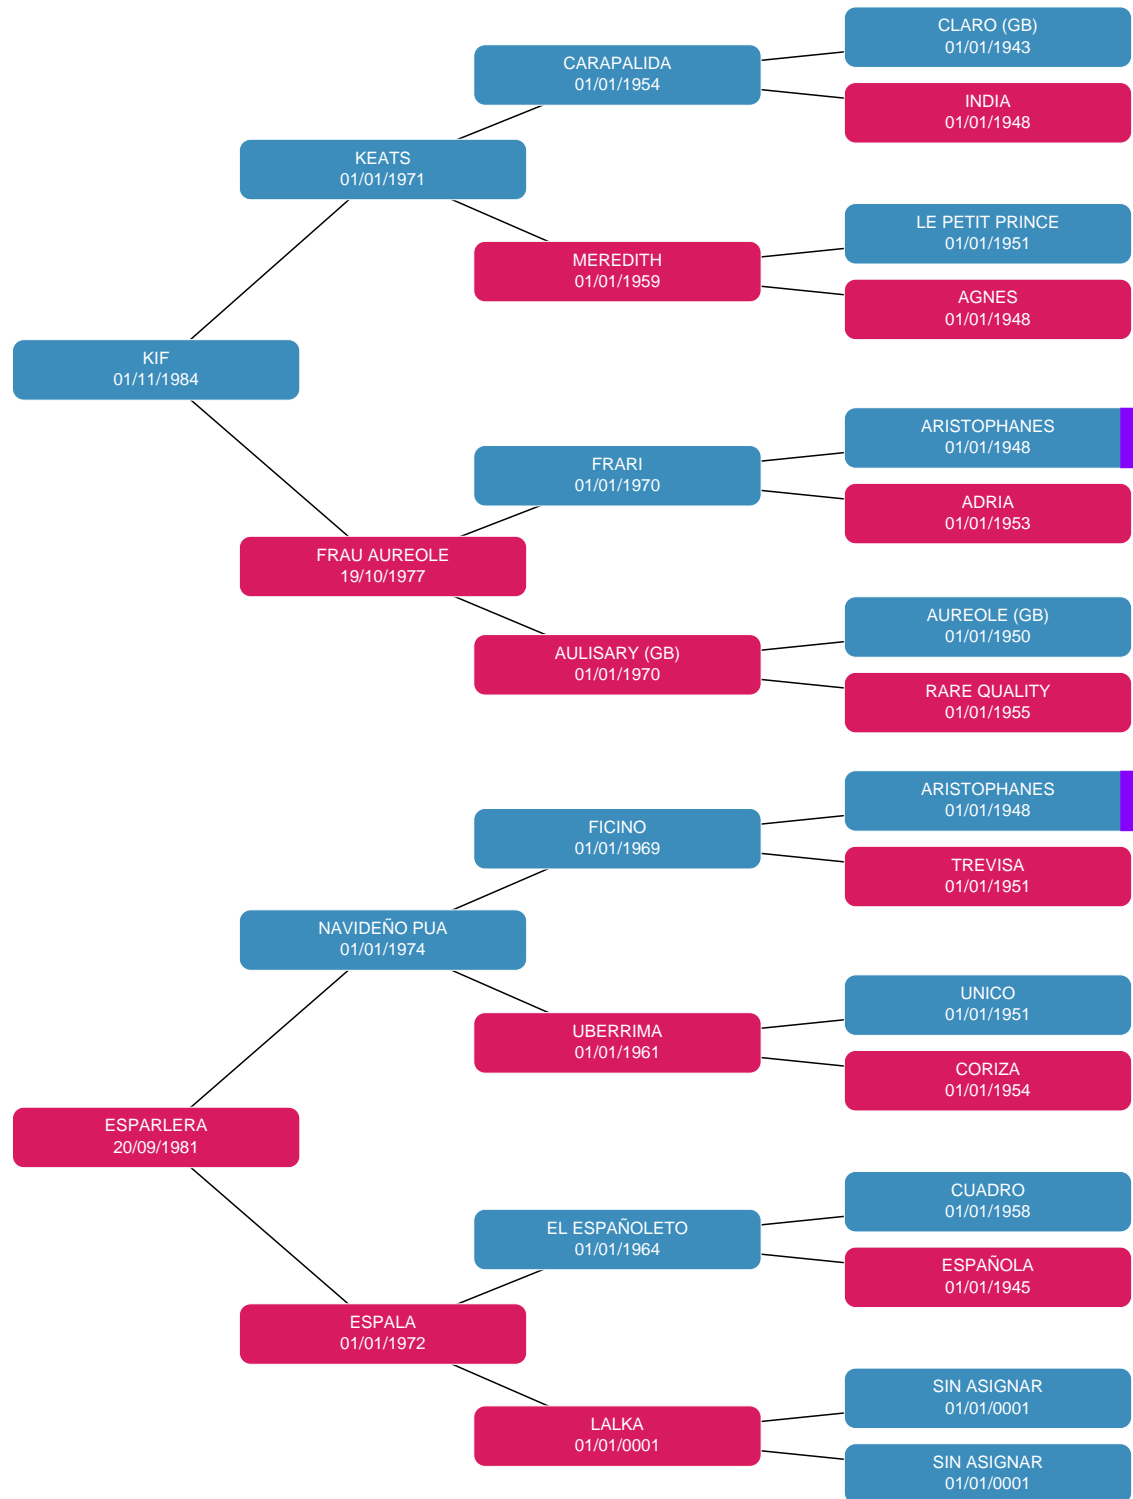 CLARO (GB)
01/01/1943
CARAPALIDA
01/01/1954
INDIA
01/01/1948
KEATS
01/01/1971
LE PETIT PRINCE
01/01/1951
MEREDITH
01/01/1959
AGNES
01/01/1948
KIF
01/11/1984
ARISTOPHANES
01/01/1948
FRARI
01/01/1970
ADRIA
01/01/1953
FRAU AUREOLE
19/10/1977
AUREOLE (GB)
01/01/1950
AULISARY (GB)
01/01/1970
RARE QUALITY
01/01/1955
ARISTOPHANES
01/01/1948
FICINO
01/01/1969
TREVISA
01/01/1951
NAVIDEÑO PUA
01/01/1974
UNICO
01/01/1951
UBERRIMA
01/01/1961
CORIZA
01/01/1954
ESPARLERA
20/09/1981
CUADRO
01/01/1958
EL ESPAÑOLETO
01/01/1964
ESPAÑOLA
01/01/1945
ESPALA
01/01/1972
SIN ASIGNAR
01/01/0001
LALKA
01/01/0001
SIN ASIGNAR
01/01/0001